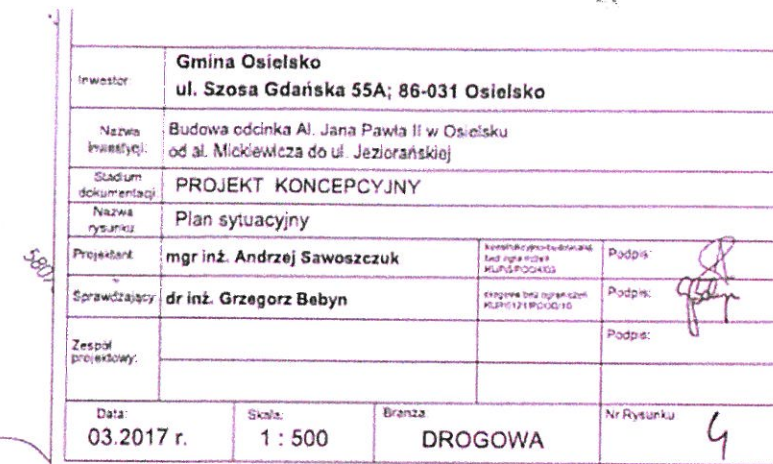 Inwestor:
Gmina Osielsko
ul. Szosa Gdańska 55A; 86-031 Osielsko
Nazwa inwestycji:
Budowa odcinka Al. Jana Pawła II w Osielsku
od al. Mickiewicza do ul. Jeziorańskiej
Stadium dokumentacji
PROJEKT KONCEPCYJNY
Nazwa rysunku
Plan sytuacyjny
Projektant mgr inż. Andrzej Sawoszczuk Podpis:
Sprawdzający dr inż. Grzegorz Bebyn Podpis:
Zespół projektowy: Podpis:
Data: Skala: Branża Nr Rysunku
03.2017 r. 1 : 500 DROGOWA 4